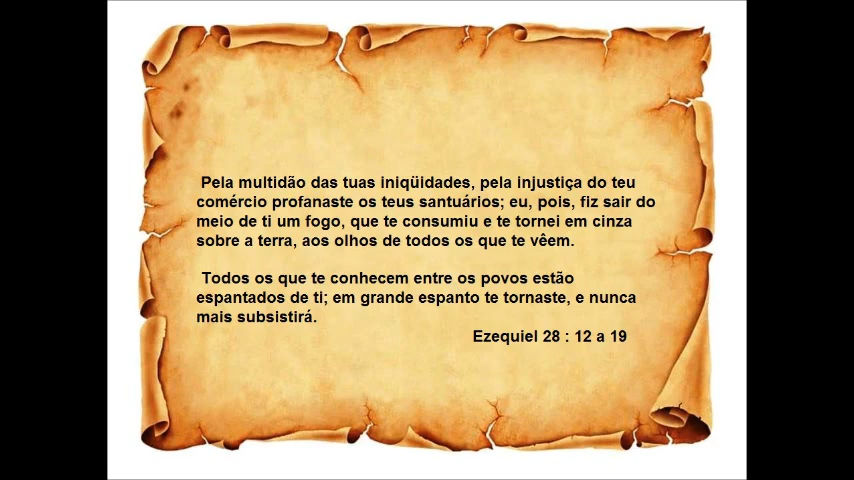 Pela multidão das tuas iniqüidades, pela injustiça do teu
comércio profanaste os teus santuários; eu, pois, fiz sair do
meio de ti um fogo, que te consumiu e te tornei em cinza
sobre a terra, aos olhos de todos os que te vêem.
Todos os que te conhecem entre os povos estão
espantados de ti; em grande espanto te tornaste, e nunca
mais subsistirá.
Ezequiel 28 : 12 a 19